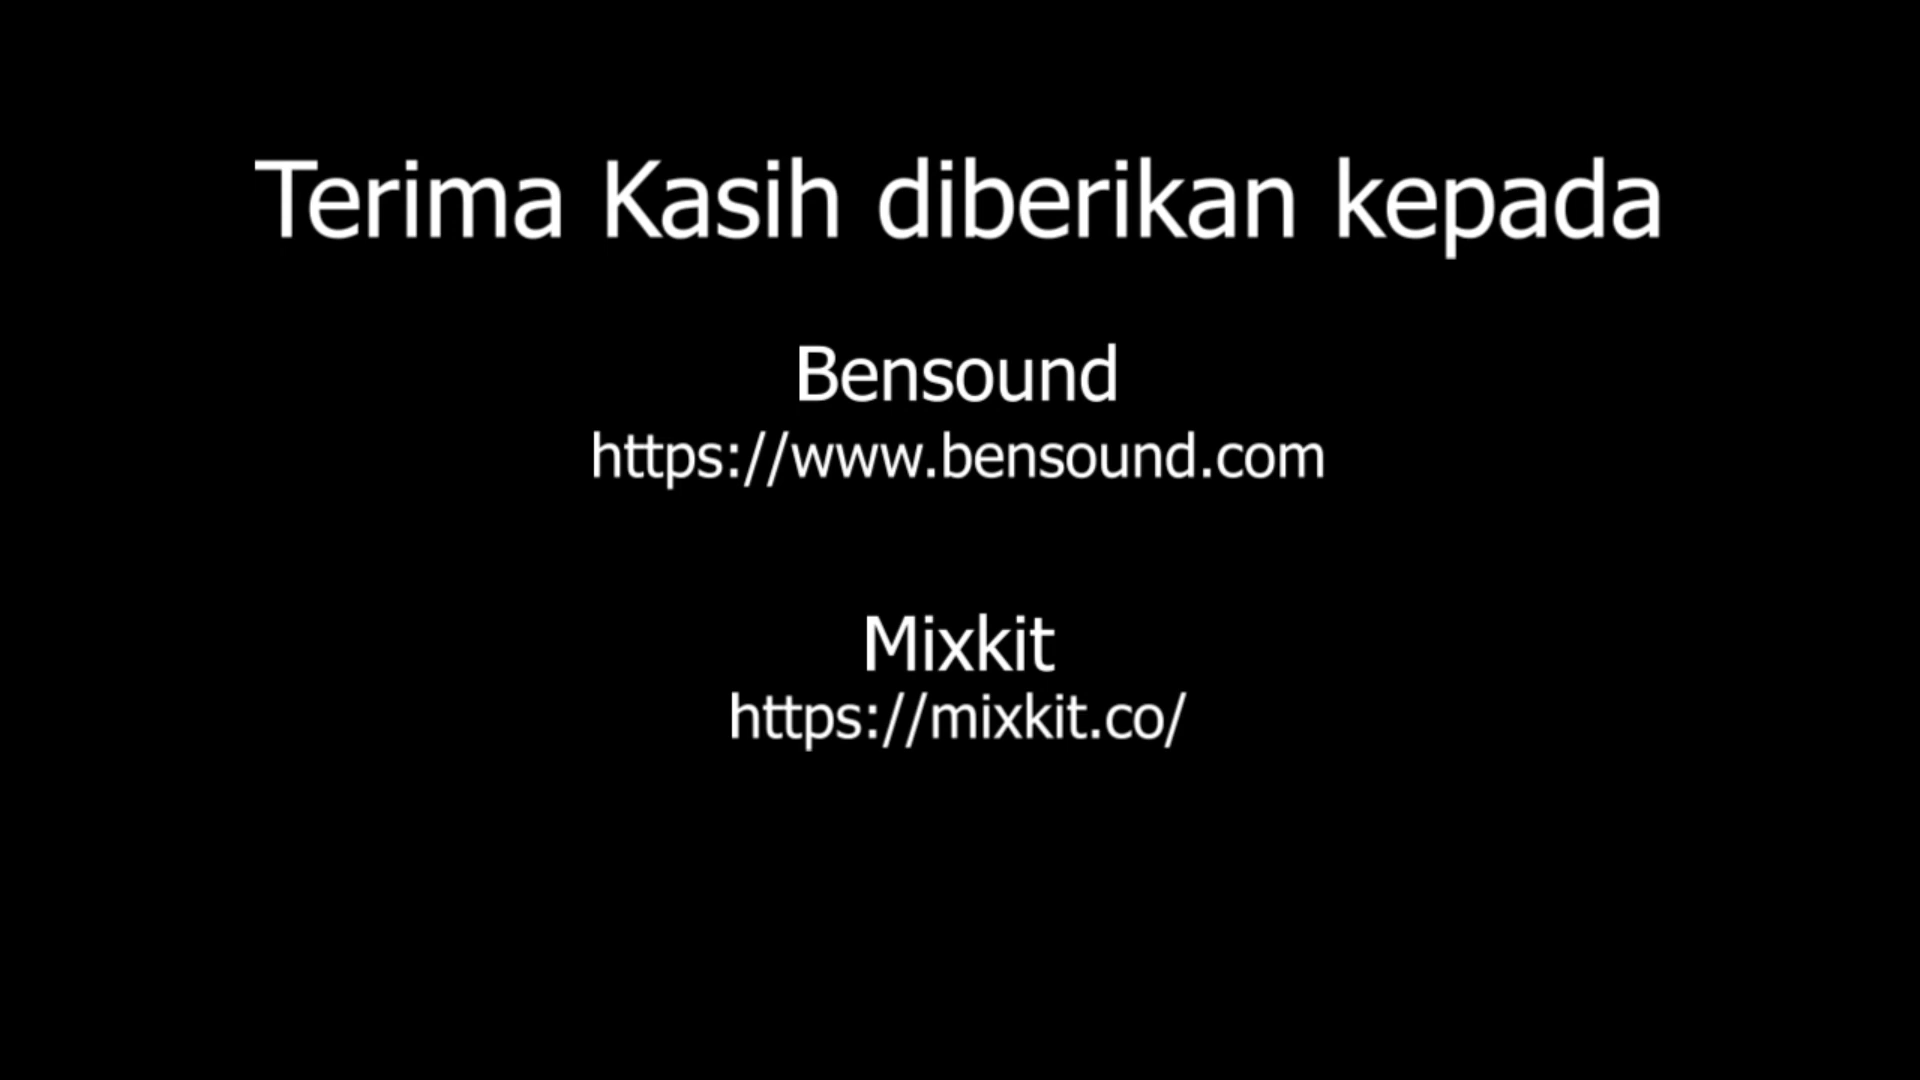 Terima Kasih diberikan kepada
Bensound
https://www.bensound.com
Mixkit
https://mixkit.co/